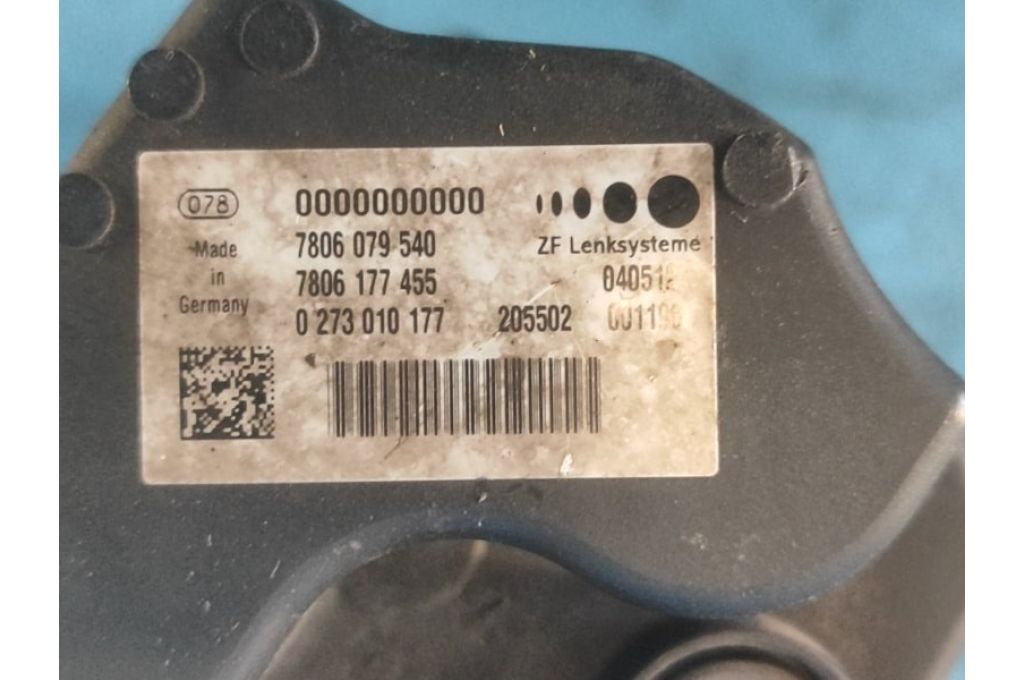 078
Made
in
Germany
0000000000
7806 079 540
7806 177 455
0 273 010 177
205502
ZF Lenksysteme